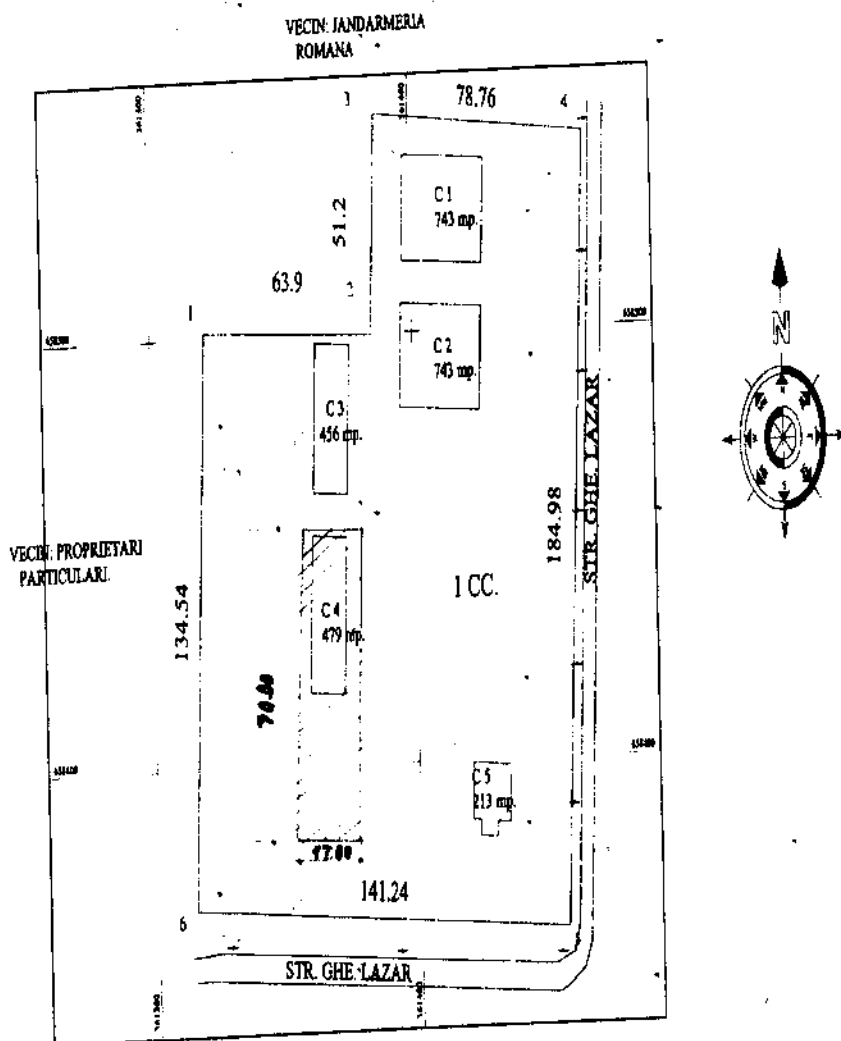 VECIN: JANDARMERIA
ROMANA
3
78.76
4
C 1
743 mp.
51.2
63.9
2
1
N
C 2
743 mp.
C 3
456 mp.
184.98
STR. GHE. LAZAR
VECIN: PROPRIETARI
PARTICULARI.
134.54
1 CC.
C 4
479 mp.
70.00
C 5
213 mp.
17.00
141.24
6
STR. GHE. LAZAR